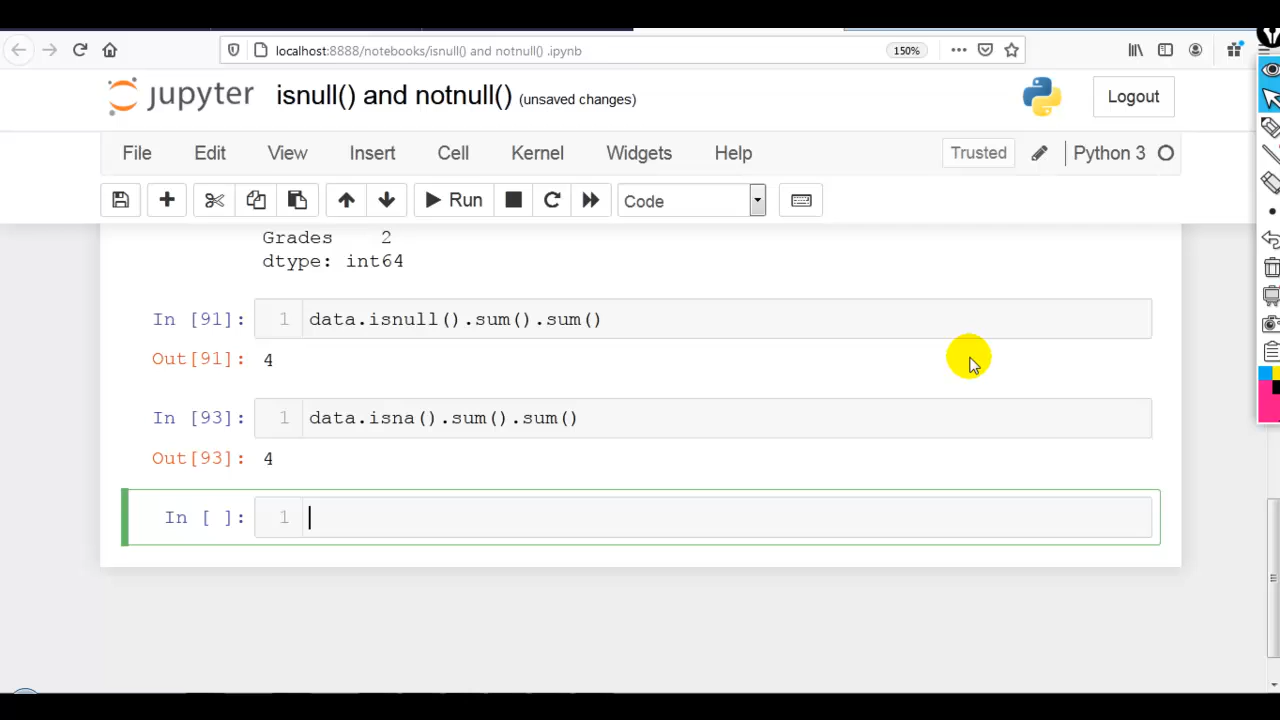 localhost:8888/notebooks/isnull() and notnull() .ipynb
150%
jupyter isnull() and notnull() (unsaved changes)
Logout
File Edit View Insert Cell Kernel Widgets Help
Trusted Python 3
Run Code
Grades 2
dtype: int64
In [91]: 1 data.isnull().sum().sum()
Out[91]: 4
In [93]: 1 data.isna().sum().sum()
Out[93]: 4
In [ ]: 1